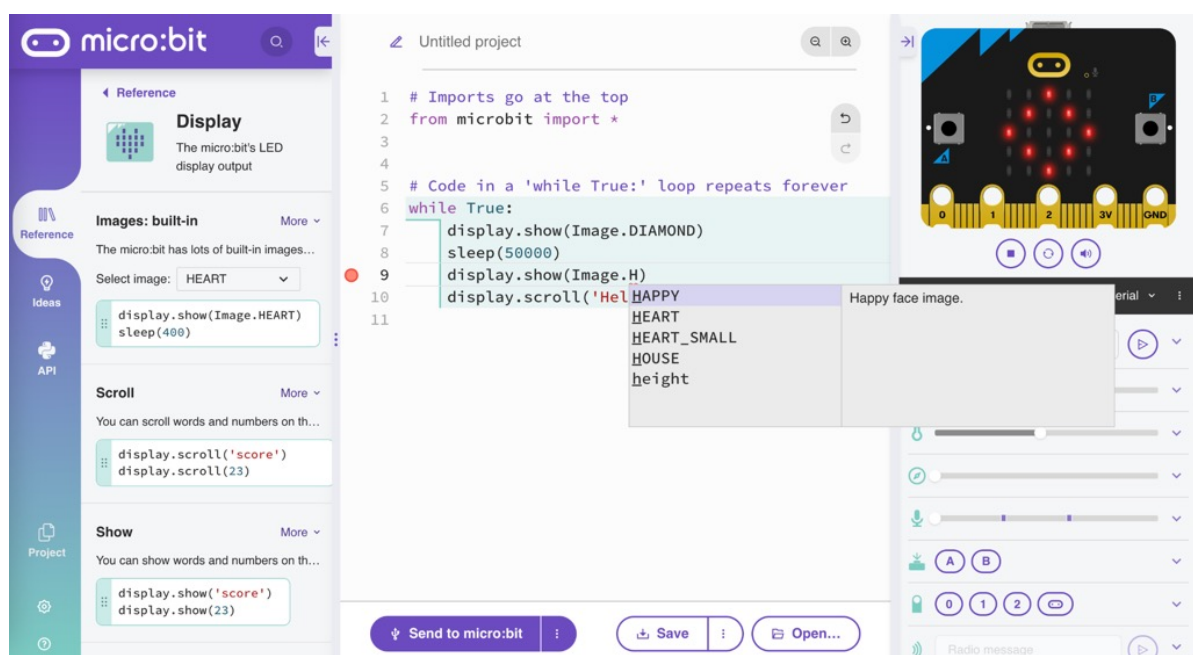 micro:bit
Reference
Display
The micro:bit's LED
display output
Images: built-in
More
The micro:bit has lots of built-in images...
Select image: HEART
display.show(Image.HEART)
sleep(400)
Scroll
More
You can scroll words and numbers on th...
display.scroll('score')
display.scroll(23)
Show
More
You can show words and numbers on th...
display.show('score')
display.show(23)
Reference
Ideas
API
Project
Untitled project
1 # Imports go at the top
2 from microbit import *
3
4
5 # Code in a 'while True:' loop repeats forever
6 while True:
7 display.show(Image.DIAMOND)
8 sleep(50000)
9 display.show(Image.H)
10 display.scroll('Hel
11
HAPPY
HEART
HEART_SMALL
HOUSE
height
Happy face image.
Send to micro:bit
Save
Open...
A
B
0 1 2 3V GND
erial
A B
0 1 2
Radio message